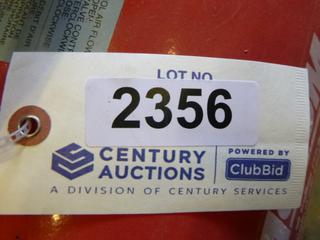 LOT NO
2356
CENTURY
AUCTIONS
POWERED BY
ClubBid
A DIVISION OF CENTURY SERVICES